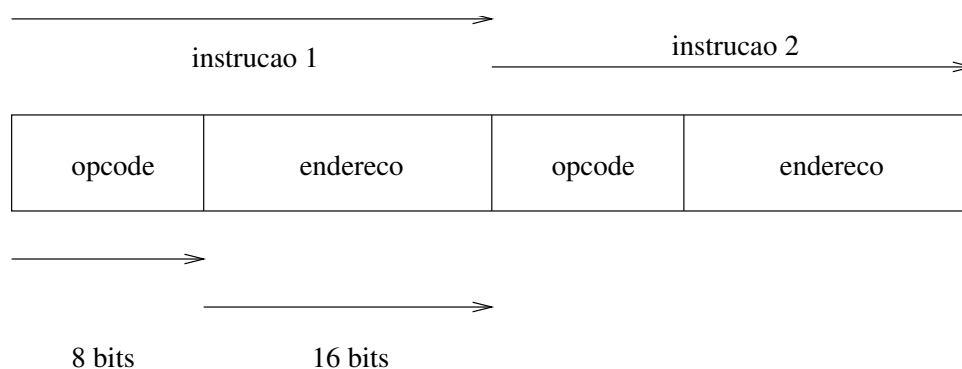 instrucao 1
instrucao 2
opcode endereco opcode endereco
8 bits 16 bits